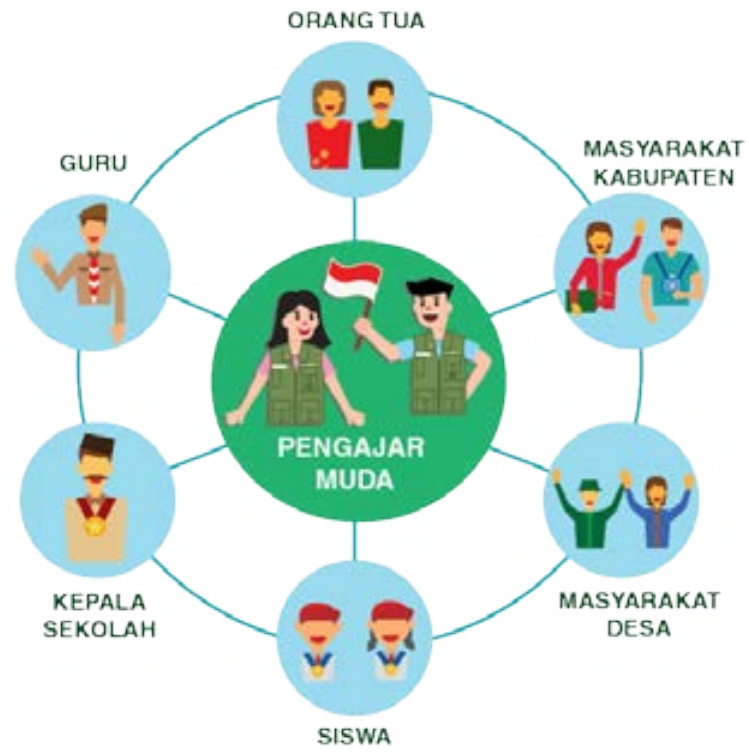 ORANG TUA
GURU
MASYARAKAT
KABUPATEN
PENGAJAR
MUDA
KEPALA
SEKOLAH
MASYARAKAT
DESA
SISWA